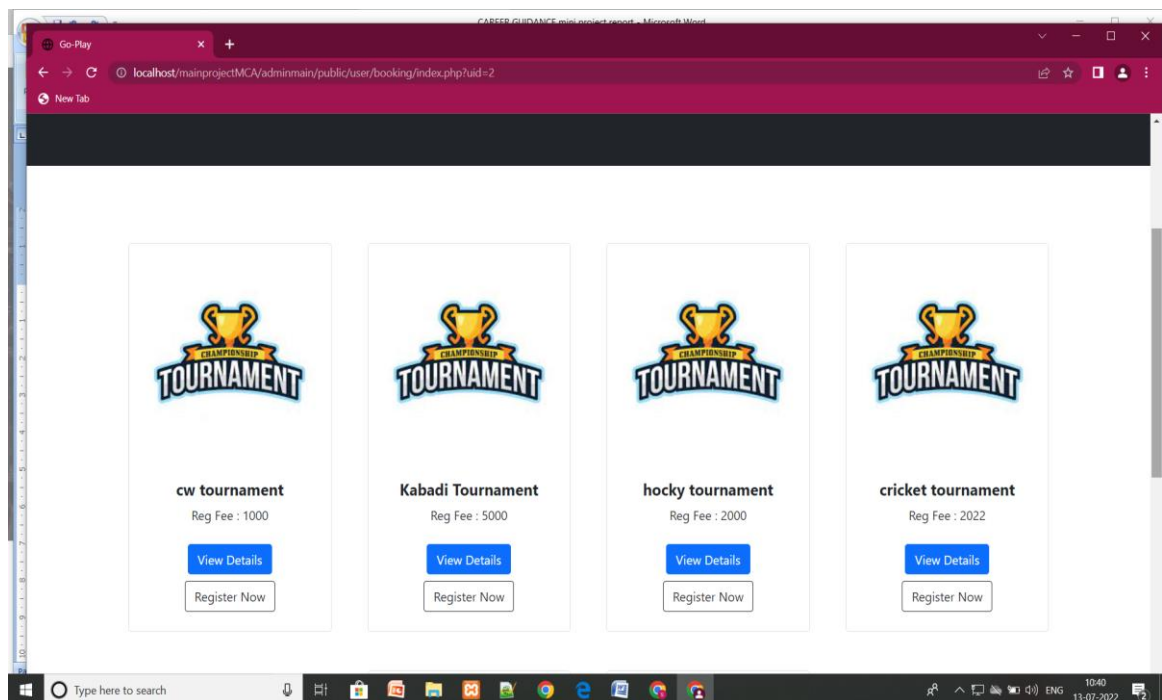 CAREER GUIDANCE mini project report - Microsoft Word
Go-Play
localhost/mainprojectMCA/adminmain/public/user/booking/index.php?uid=2
New Tab
CHAMPIONSHIP CHAMPIONSHIP CHAMPIONSHIP CHAMPIONSHIP
TOURNAMENT TOURNAMENT TOURNAMENT TOURNAMENT
cw tournament Kabadi Tournament hocky tournament cricket tournament
Reg Fee : 1000 Reg Fee : 5000 Reg Fee : 2000 Reg Fee : 2022
View Details View Details View Details View Details
Register Now Register Now Register Now Register Now
Type here to search
ENG
10:40
13-07-2022
2